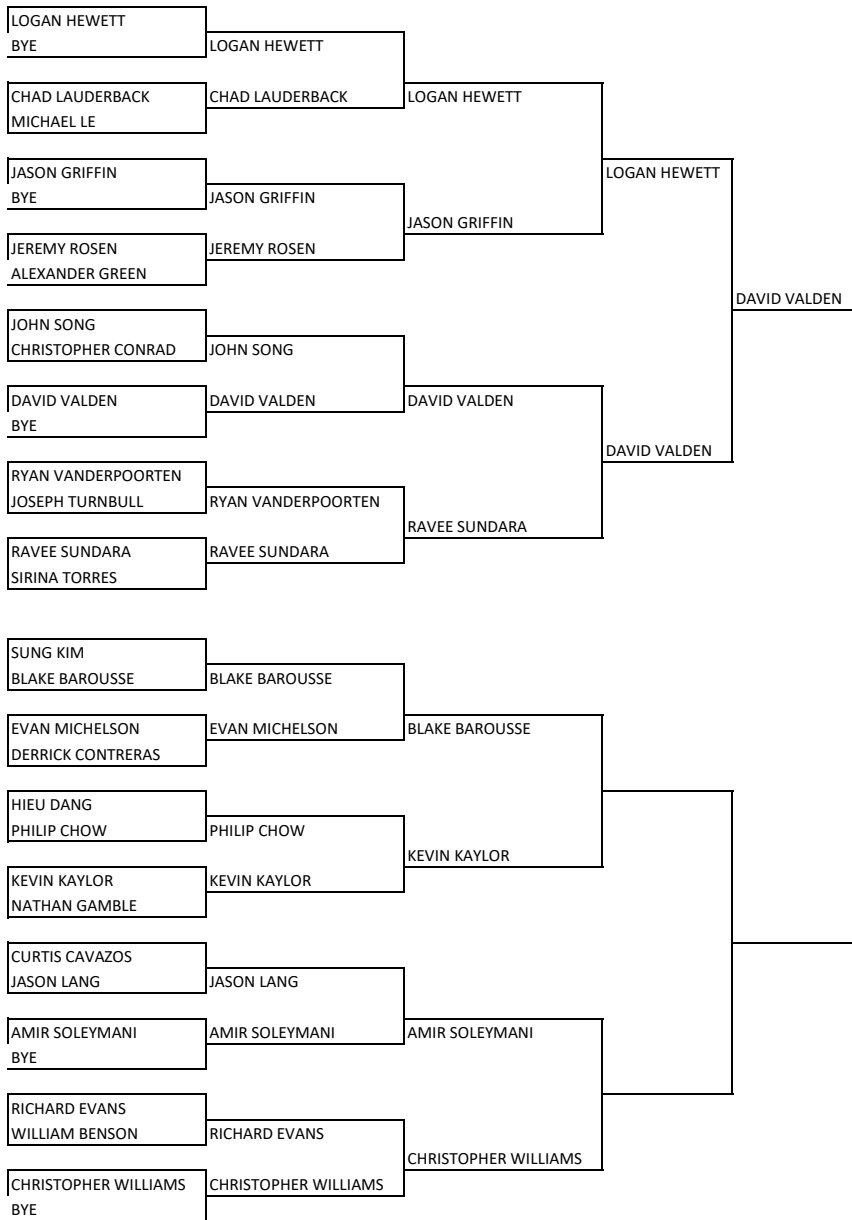 LOGAN HEWETT
BYE
LOGAN HEWETT
CHAD LAUDERBACK
CHAD LAUDERBACK
LOGAN HEWETT
MICHAEL LE
JASON GRIFFIN
LOGAN HEWETT
BYE
JASON GRIFFIN
JASON GRIFFIN
JEREMY ROSEN
JEREMY ROSEN
ALEXANDER GREEN
DAVID VALDEN
JOHN SONG
CHRISTOPHER CONRAD
JOHN SONG
DAVID VALDEN
DAVID VALDEN
DAVID VALDEN
BYE
DAVID VALDEN
RYAN VANDERPOORTEN
JOSEPH TURNBULL
RYAN VANDERPOORTEN
RAVEE SUNDARA
RAVEE SUNDARA
RAVEE SUNDARA
SIRINA TORRES
SUNG KIM
BLAKE BAROUSSE
BLAKE BAROUSSE
EVAN MICHELSON
EVAN MICHELSON
BLAKE BAROUSSE
DERRICK CONTRERAS
HIEU DANG
PHILIP CHOW
PHILIP CHOW
KEVIN KAYLOR
KEVIN KAYLOR
KEVIN KAYLOR
NATHAN GAMBLE
CURTIS CAVAZOS
JASON LANG
JASON LANG
AMIR SOLEYMANI
AMIR SOLEYMANI
AMIR SOLEYMANI
BYE
RICHARD EVANS
WILLIAM BENSON
RICHARD EVANS
CHRISTOPHER WILLIAMS
CHRISTOPHER WILLIAMS
CHRISTOPHER WILLIAMS
BYE